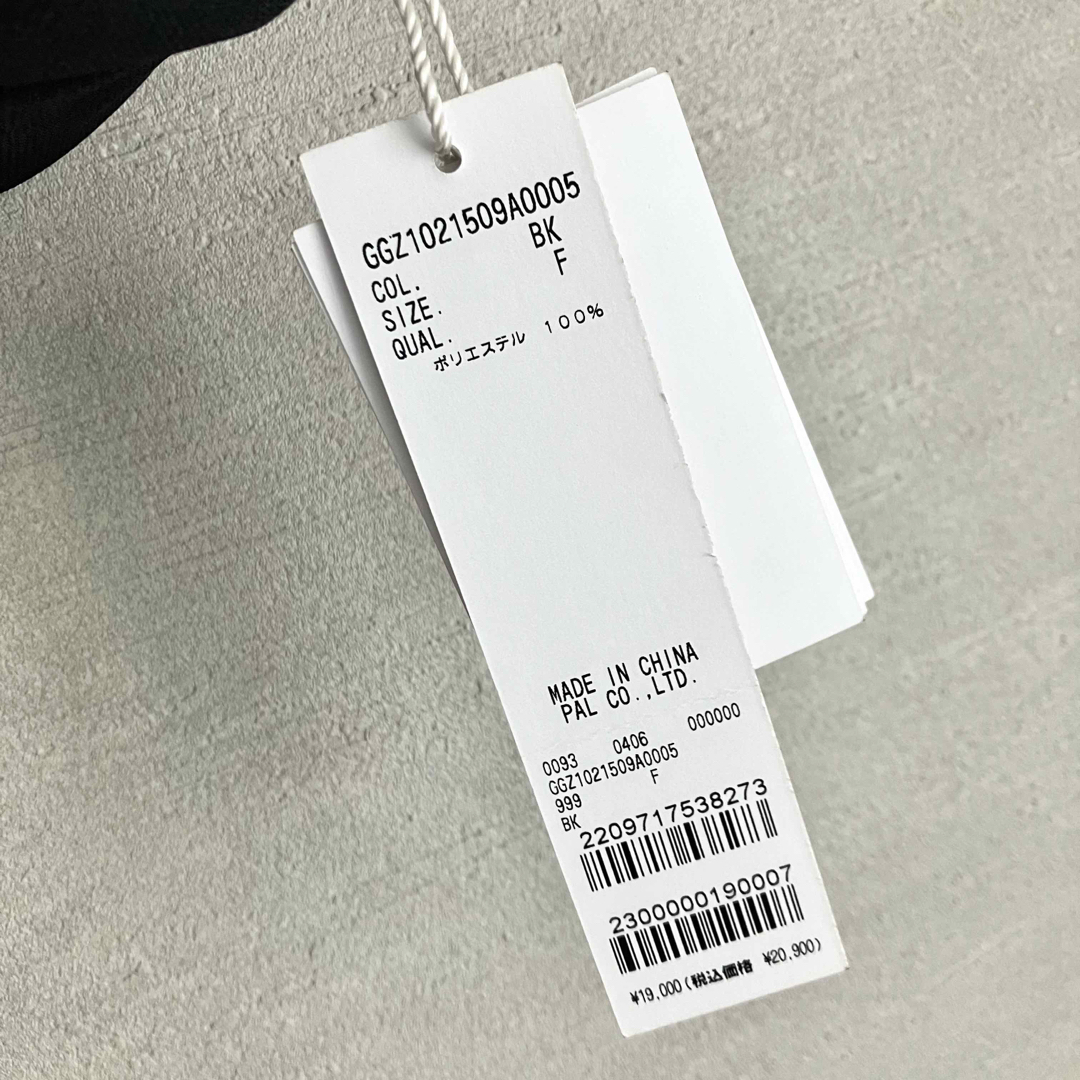 GGZ1021509A0005
COL. BK
SIZE. F
QUAL.
ポリエステル 100%
MADE IN CHINA
PAL CO.,LTD.
0093 0406 000000
GGZ1021509A0005
999 F
BK
2209717538273
2300000190007
¥19,000(税込価格 ¥20,900)